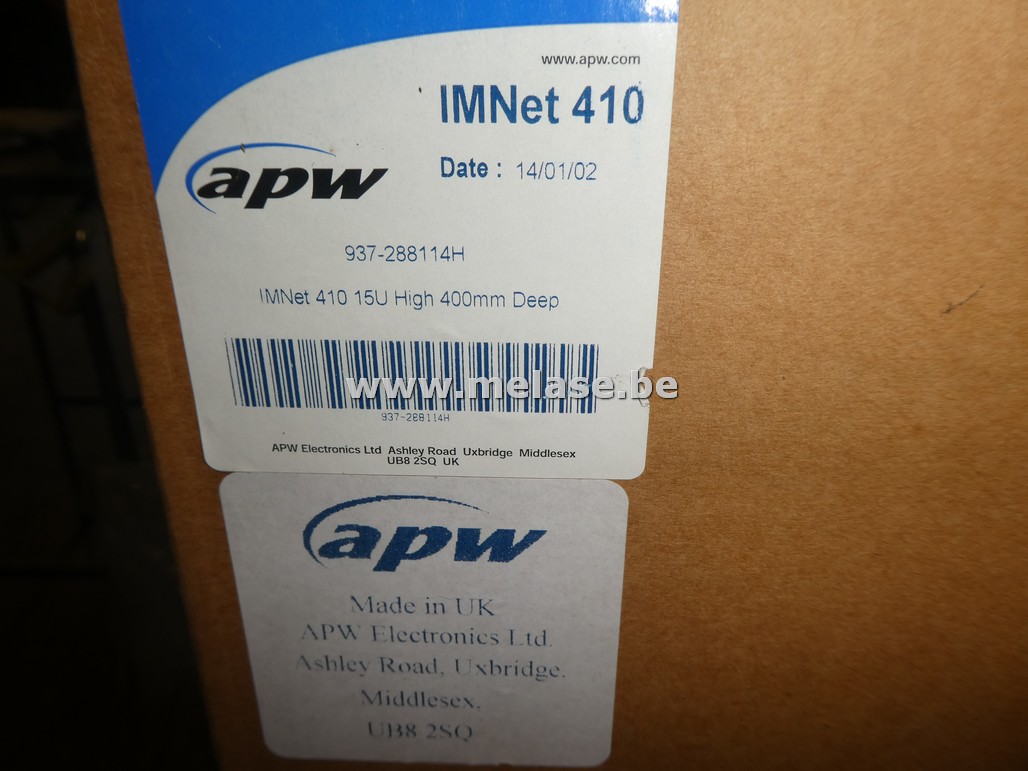 www.apw.com
IMNet 410
apw
Date : 14/01/02
937-288114H
IMNet 410 15U High 400mm Deep
www.melase.be
937-288114H
APW Electronics Ltd Ashley Road Uxbridge Middlesex
UB8 2SQ UK
apw
Made in UK
APW Electronics Ltd.
Ashley Road, Uxbridge.
Middlesex.
UB8 2SQ